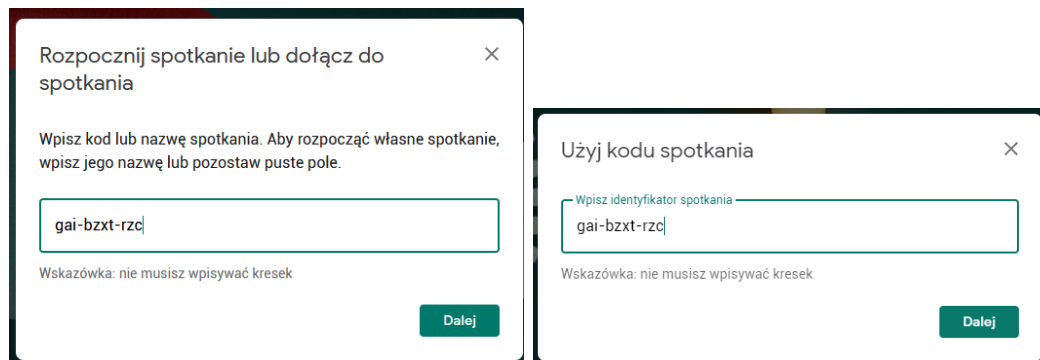 Rozpocznij spotkanie lub dołącz do
spotkania
Wpisz kod lub nazwę spotkania. Aby rozpocząć własne spotkanie,
wpisz jego nazwę lub pozostaw puste pole.
gai-bzxt-rzc
Wskazówka: nie musisz wpisywać kresek
Dalej
Użyj kodu spotkania
Wpisz identyfikator spotkania
gai-bzxt-rzc
Wskazówka: nie musisz wpisywać kresek
Dalej